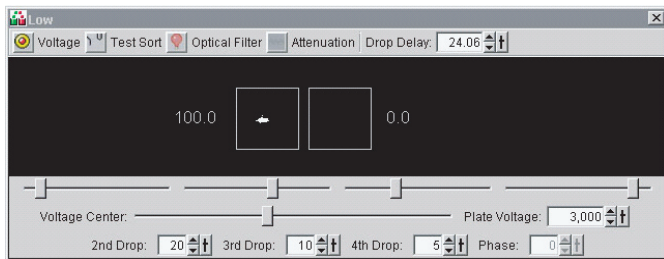 Low
Voltage Test Sort Optical Filter Attenuation Drop Delay: 24.06
100.0 0.0
Voltage Center: Plate Voltage: 3,000
2nd Drop: 20 3rd Drop: 10 4th Drop: 5 Phase: 0